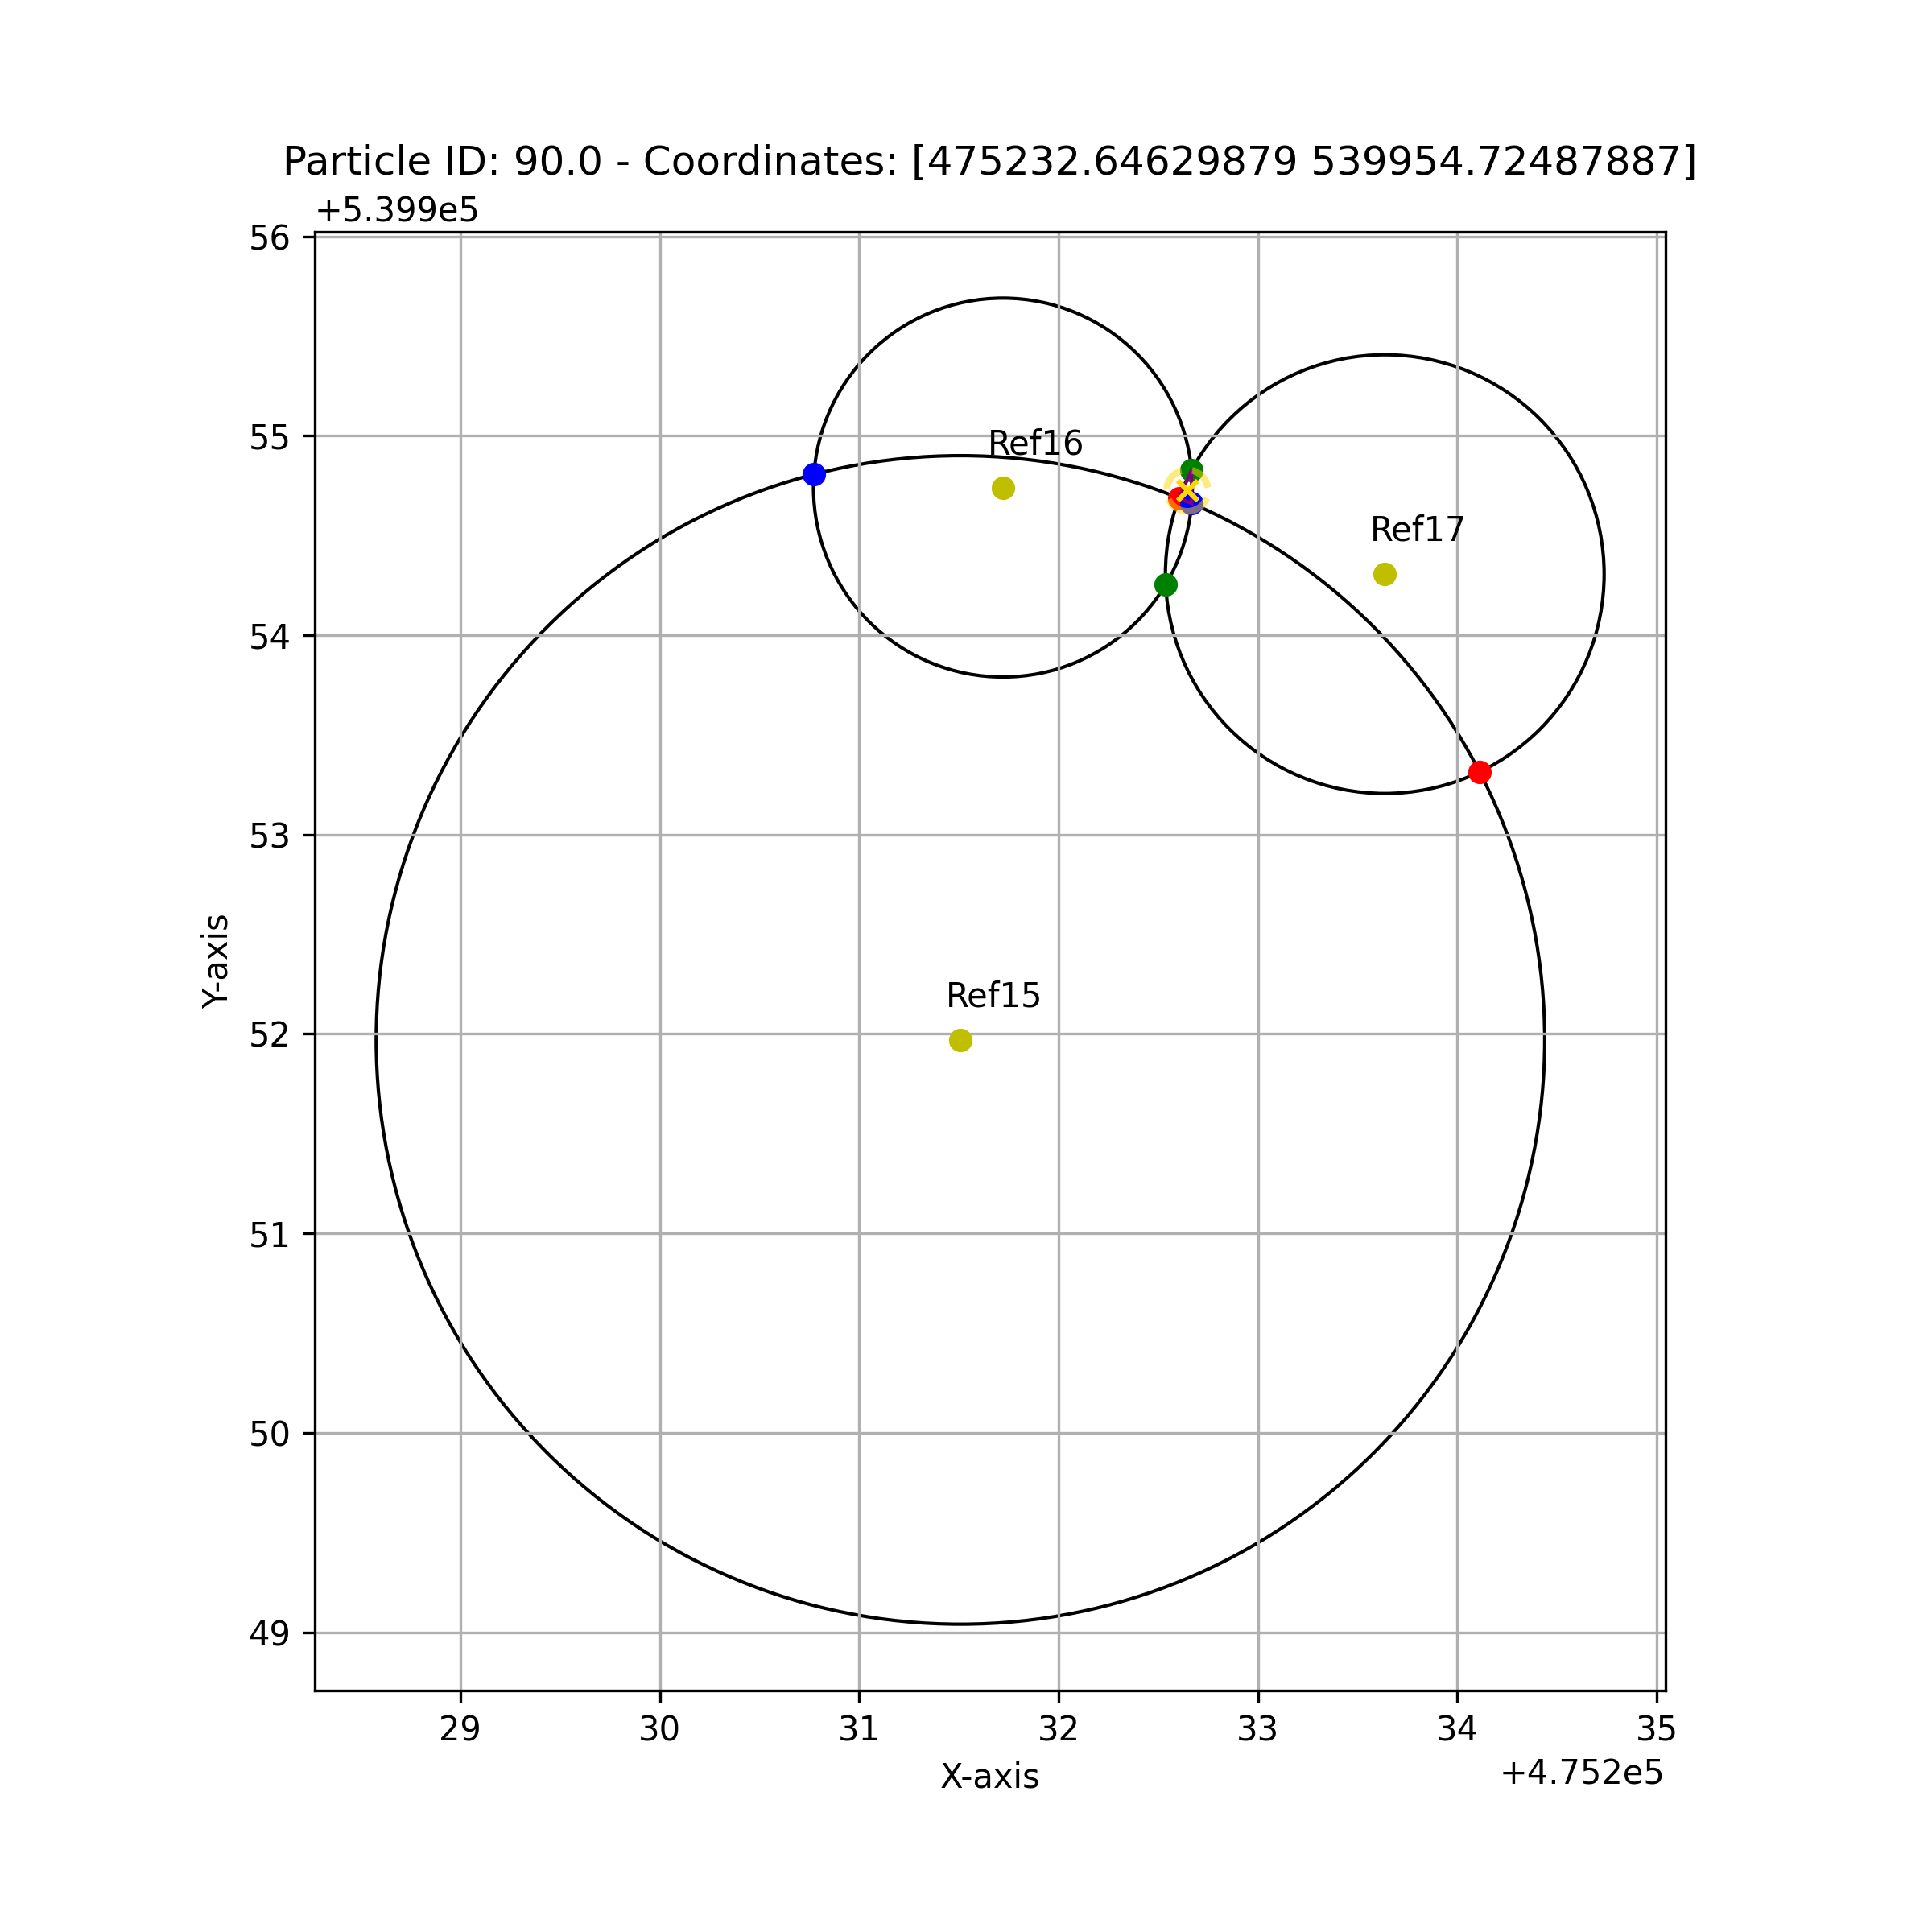 Particle ID: 90.0 - Coordinates: [475232.64629879 539954.72487887]
+5.399e5
56
55
54
53
52
51
50
49
Y-axis
Ref16
Ref17
Ref15
29 30 31 32 33 34 35
X-axis
+4.752e5